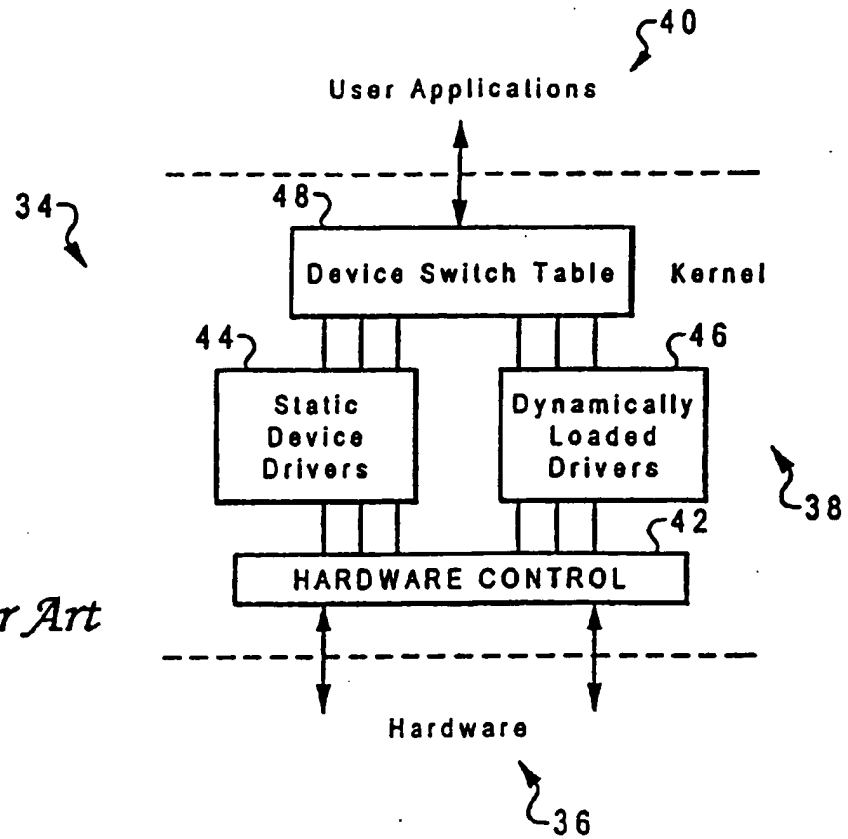 40
User Applications
34
48
Device Switch Table
Kernel
44
46
Static
Device
Drivers
Dynamically
Loaded
Drivers
38
42
HARDWARE CONTROL
r Art
Hardware
36